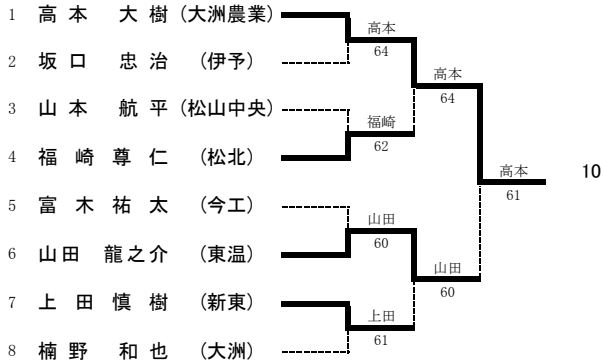 1 高本 大樹(大洲農業)
高本
2 坂口 忠治 (伊予)
64
高本
3 山本 航平(松山中央)
64
福崎
4 福崎尊仁 (松北)
62
高本
10
61
5 富木祐太 (今工)
山田
6 山田 龍之介 (東温)
60
山田
7 上田慎樹 (新東)
60
上田
8 楠野 和也 (大洲)
61